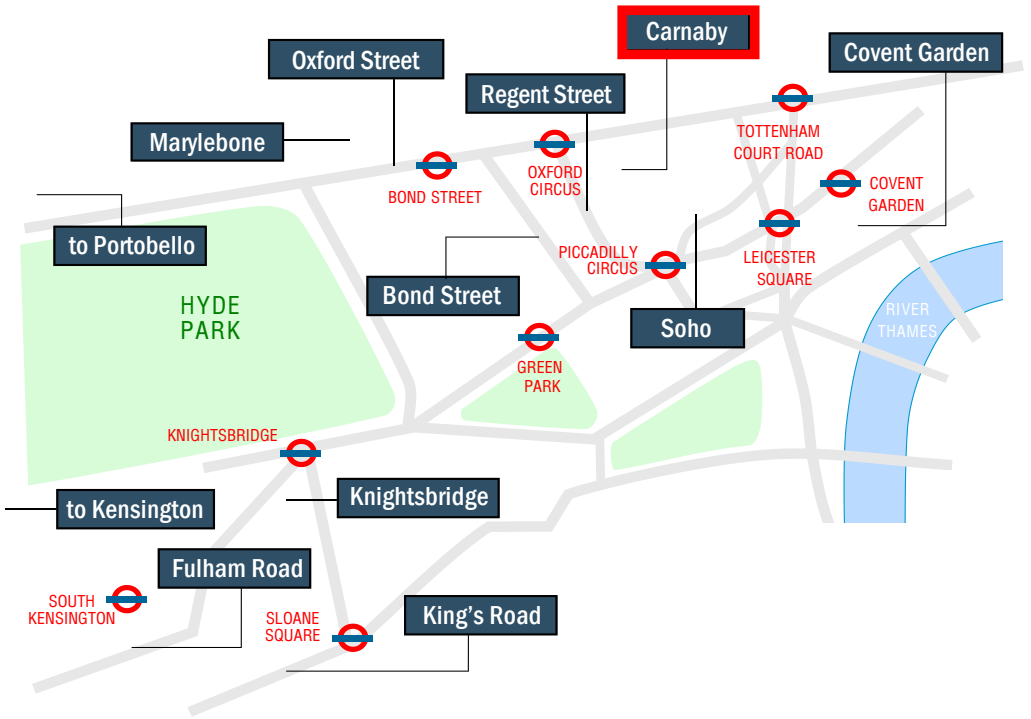 Carnaby
Oxford Street
Covent Garden
Regent Street
Marylebone
TOTTENHAM
COURT ROAD
OXFORD
CIRCUS
BOND STREET
COVENT
GARDEN
to Portobello
PICCADILLY
CIRCUS
LEICESTER
SQUARE
Bond Street
HYDE
PARK
RIVER
THAMES
Soho
GREEN
PARK
KNIGHTSBRIDGE
Knightsbridge
to Kensington
Fulham Road
SOUTH
KENSINGTON
SLOANE
SQUARE
King's Road